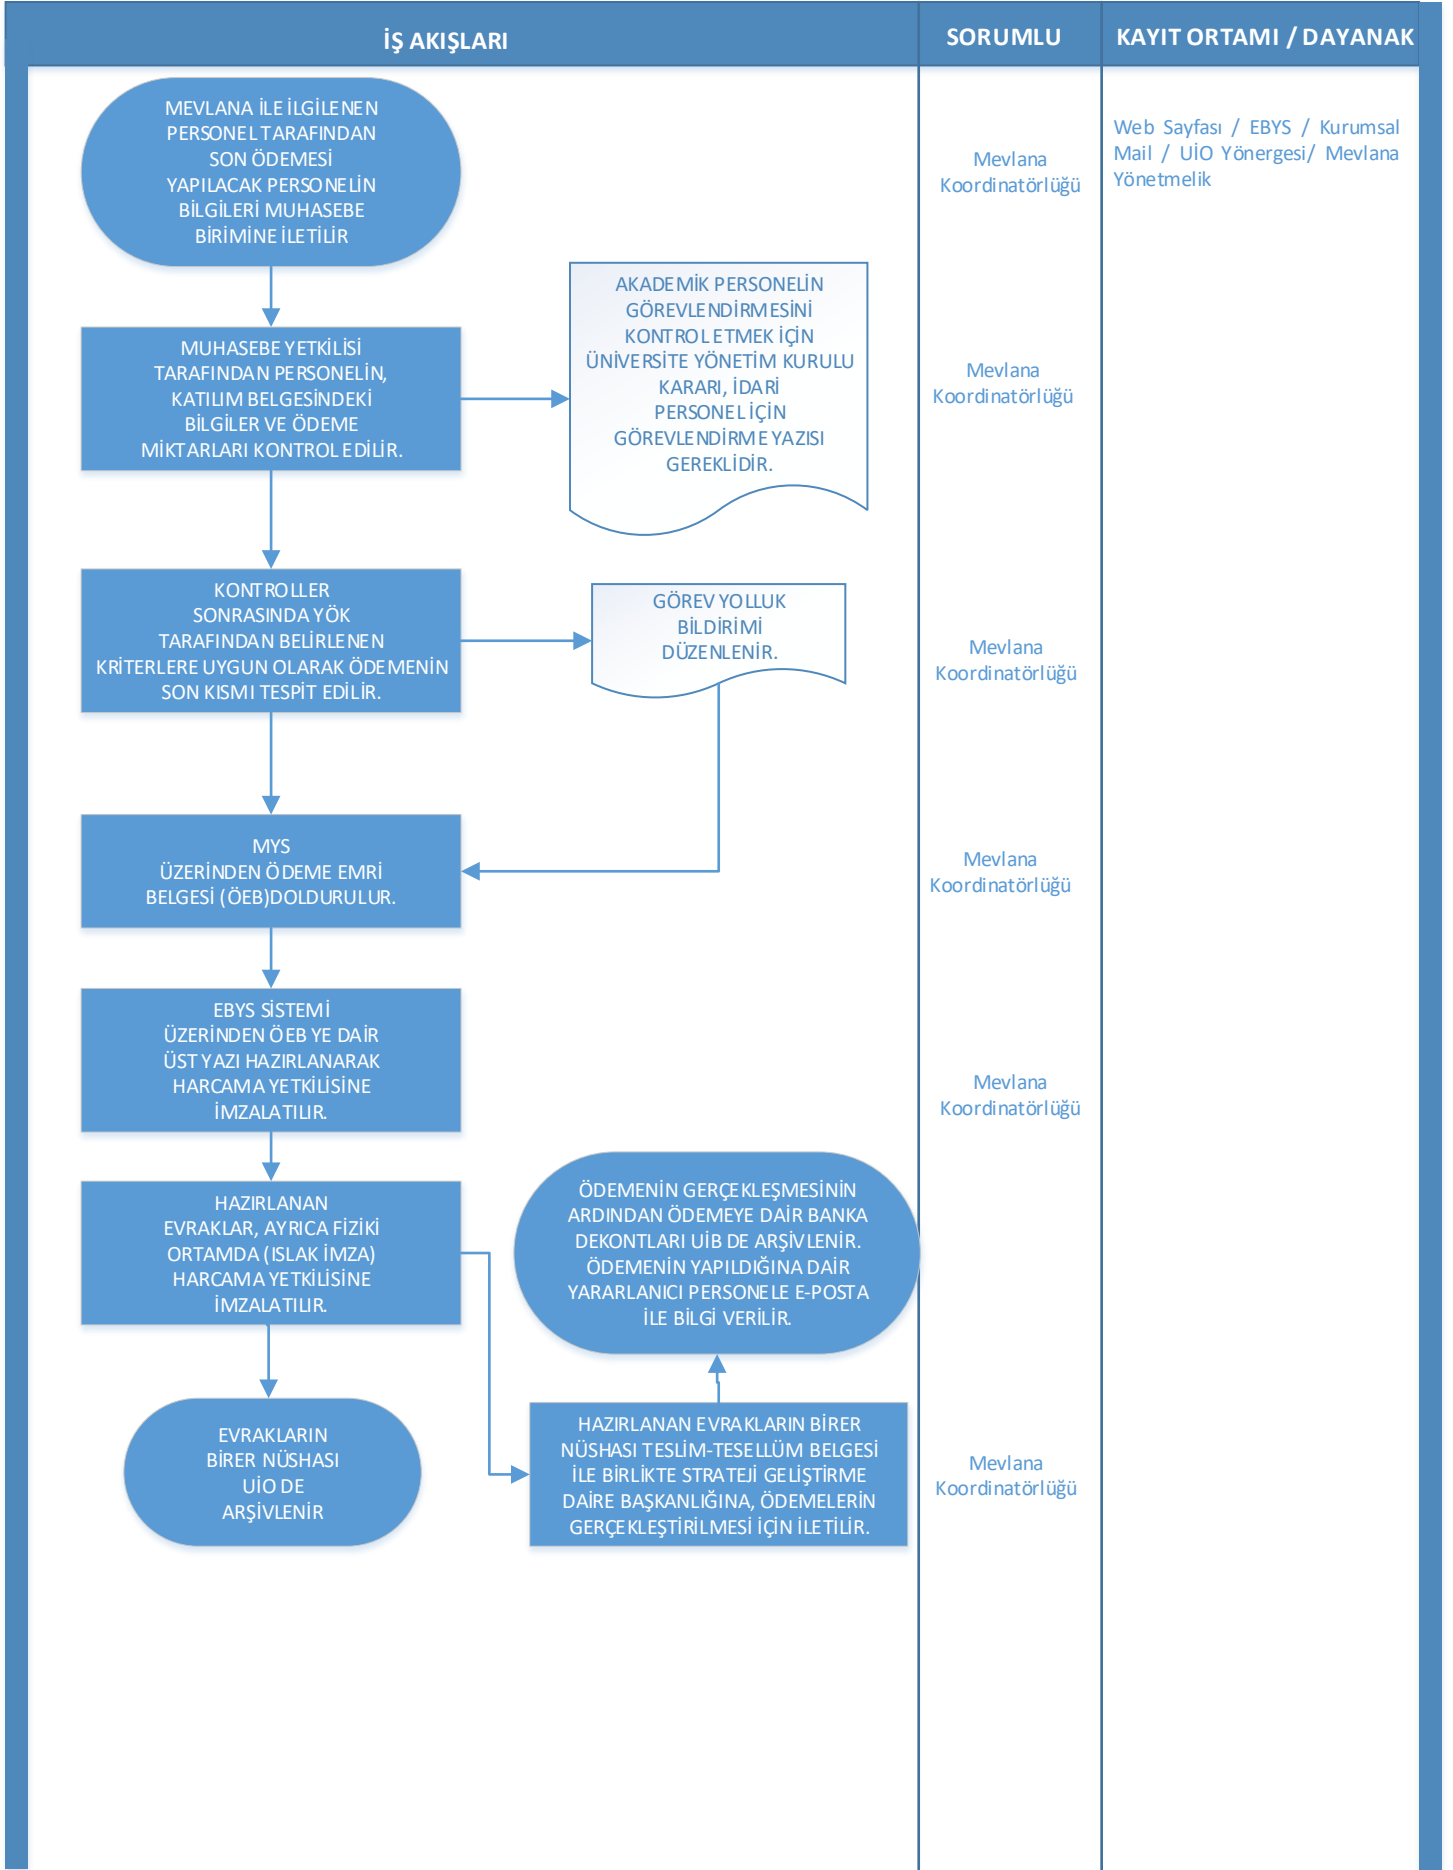 İŞ AKIŞLARI
SORUMLU
KAYIT ORTAMI / DAYANAK
MEVLANA İLE İLGİLENEN
PERSONEL TARAFINDAN
SON ÖDEMESİ
YAPILACAK PERSONELİN
BİLGİLERİ MUHASEBE
BİRİMİNE İLETİLİR
Mevlana
Koordinatörlüğü
Web Sayfası / EBYS / Kurumsal
Mail / UİO Yönergesi/ Mevlana
Yönetmelik
MUHASEBE YETKİLİSİ
TARAFINDAN PERSONELİN,
KATILIM BELGESİNDEKİ
BİLGİLER VE ÖDEME
MİKTARLARI KONTROL EDİLİR.
AKADEMİK PERSONELİN
GÖREVLENDİRMESİNİ
KONTROL ETMEK İÇİN
ÜNİVERSİTE YÖNETİM KURULU
KARARI, İDARİ
PERSONEL İÇİN
GÖREVLENDİRME YAZISI
GEREKLİDİR.
Mevlana
Koordinatörlüğü
KONTROLLER
SONRASINDA YÖK
TARAFINDAN BELİRLENEN
KRİTERLERE UYGUN OLARAK ÖDEMENİN
SON KISMI TESPİT EDİLİR.
GÖREV YOLLUK
BİLDİRİMİ
DÜZENLENİR.
Mevlana
Koordinatörlüğü
MYS
ÜZERİNDEN ÖDEME EMRİ
BELGESİ (ÖEB)DOLDURULUR.
Mevlana
Koordinatörlüğü
EBYS SİSTEMİ
ÜZERİNDEN ÖEB YE DAİR
ÜST YAZI HAZIRLANARAK
HARCAMA YETKİLİSİNE
İMZALATILIR.
Mevlana
Koordinatörlüğü
HAZIRLANAN
EVRAKLAR, AYRICA FİZİKİ
ORTAMDA (ISLAK İMZA)
HARCAMA YETKİLİSİNE
İMZALATILIR.
ÖDEMENİN GERÇEKLEŞMESİNİN
ARDINDAN ÖDEMEYE DAİR BANKA
DEKONTLARI UIB DE ARŞİVLENİR.
ÖDEMENİN YAPILDIĞINA DAİR
YARARLANICI PERSONELE E-POSTA
İLE BİLGİ VERİLİR.
EVRAKLARIN
BİRER NÜSHASI
UİO DE
ARŞİVLENİR
HAZIRLANAN EVRAKLARIN BİRER
NÜSHASI TESLİM-TESELLÜM BELGESİ
İLE BİRLİKTE STRATEJİ GELİŞTİRME
DAİRE BAŞKANLIĞINA, ÖDEMELERİN
GERÇEKLEŞTİRİLMESİ İÇİN İLETİLİR.
Mevlana
Koordinatörlüğü